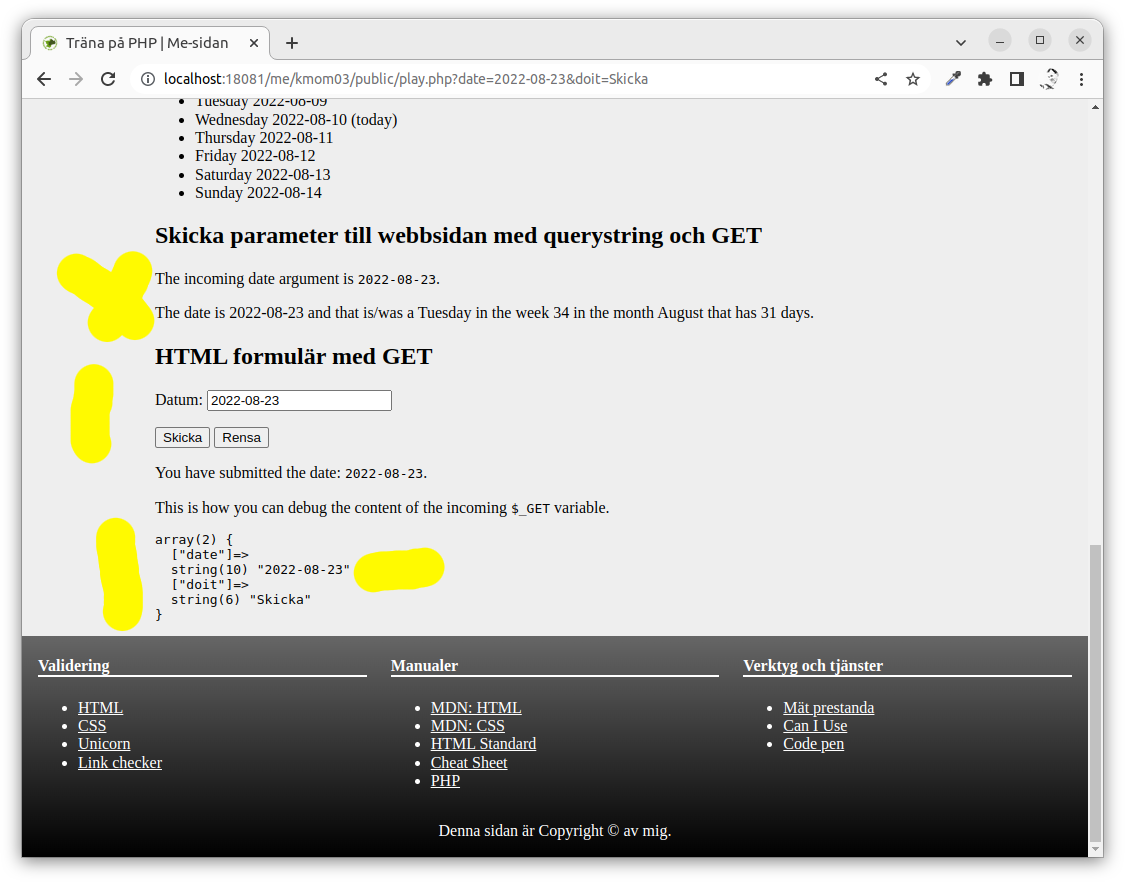 Träna på PHP | Me-sidan
localhost:18081/me/kmom03/public/play.php?date=2022-08-23&doit=Skicka
Tuesday 2022-08-09
Wednesday 2022-08-10 (today)
Thursday 2022-08-11
Friday 2022-08-12
Saturday 2022-08-13
Sunday 2022-08-14
Skicka parameter till webbsidan med querystring och GET
The incoming date argument is 2022-08-23.
The date is 2022-08-23 and that is/was a Tuesday in the week 34 in the month August that has 31 days.
HTML formulär med GET
Datum: 2022-08-23
Skicka Rensa
You have submitted the date: 2022-08-23.
This is how you can debug the content of the incoming $_GET variable.
array(2) {
["date"]=>
string(10) "2022-08-23"
["doit"]=>
string(6) "Skicka"
}
Validering
HTML
CSS
Unicorn
Link checker
Manualer
MDN: HTML
MDN: CSS
HTML Standard
Cheat Sheet
PHP
Verktyg och tjänster
Mät prestanda
Can I Use
Code pen
Denna sidan är Copyright © av mig.